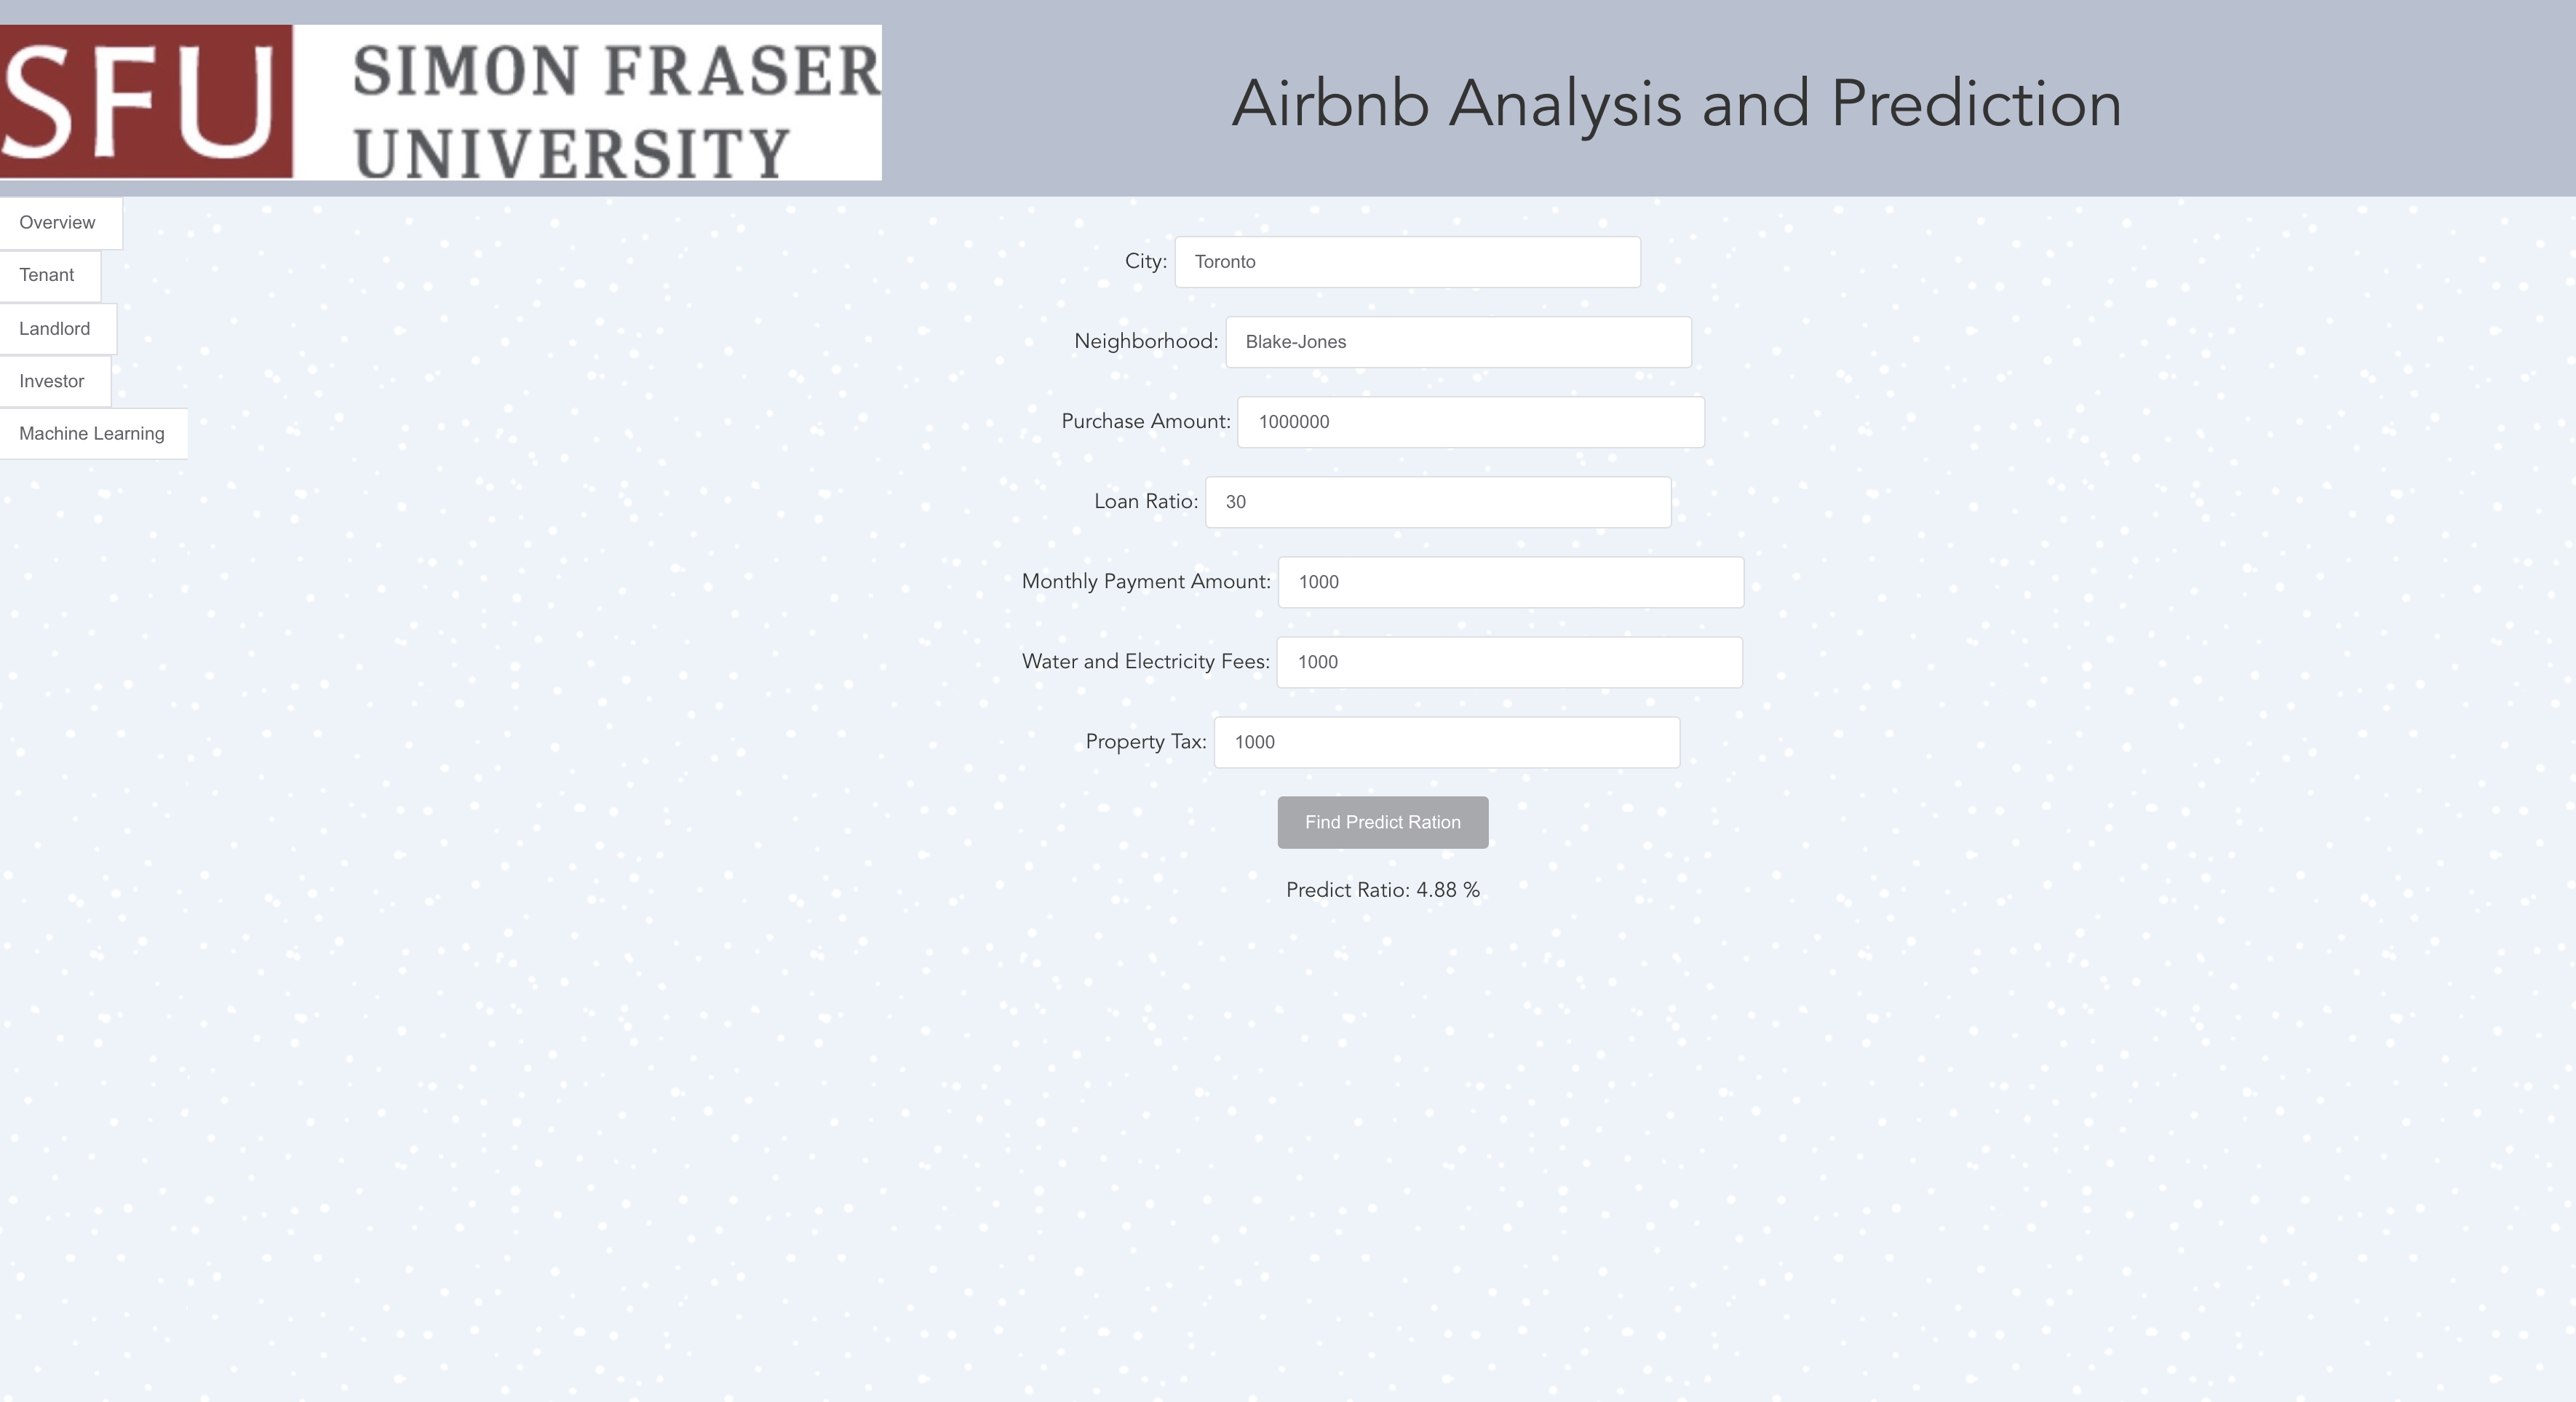 SFU
SIMON FRASER
UNIVERSITY
Airbnb Analysis and Prediction
Overview
Tenant
Landlord
Investor
Machine Learning
City: Toronto
Neighborhood: Blake-Jones
Purchase Amount: 1000000
Loan Ratio: 30
Monthly Payment Amount: 1000
Water and Electricity Fees: 1000
Property Tax: 1000
Find Predict Ration
Predict Ratio: 4.88 %